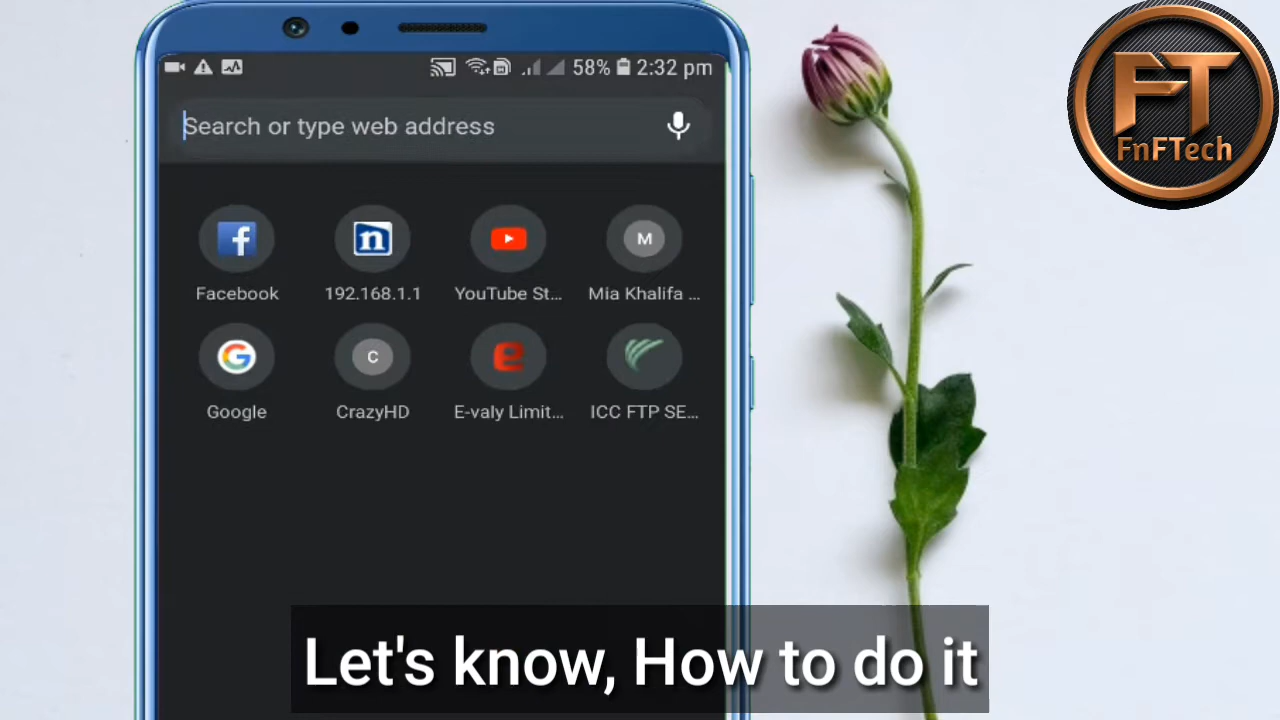 58% 2:32 pm
Search or type web address
M
Facebook 192.168.1.1 YouTube St... Mia Khalifa ...
C
Google CrazyHD E-valy Limit... ICC FTP SE...
Let's know, How to do it
FT
FnFTech